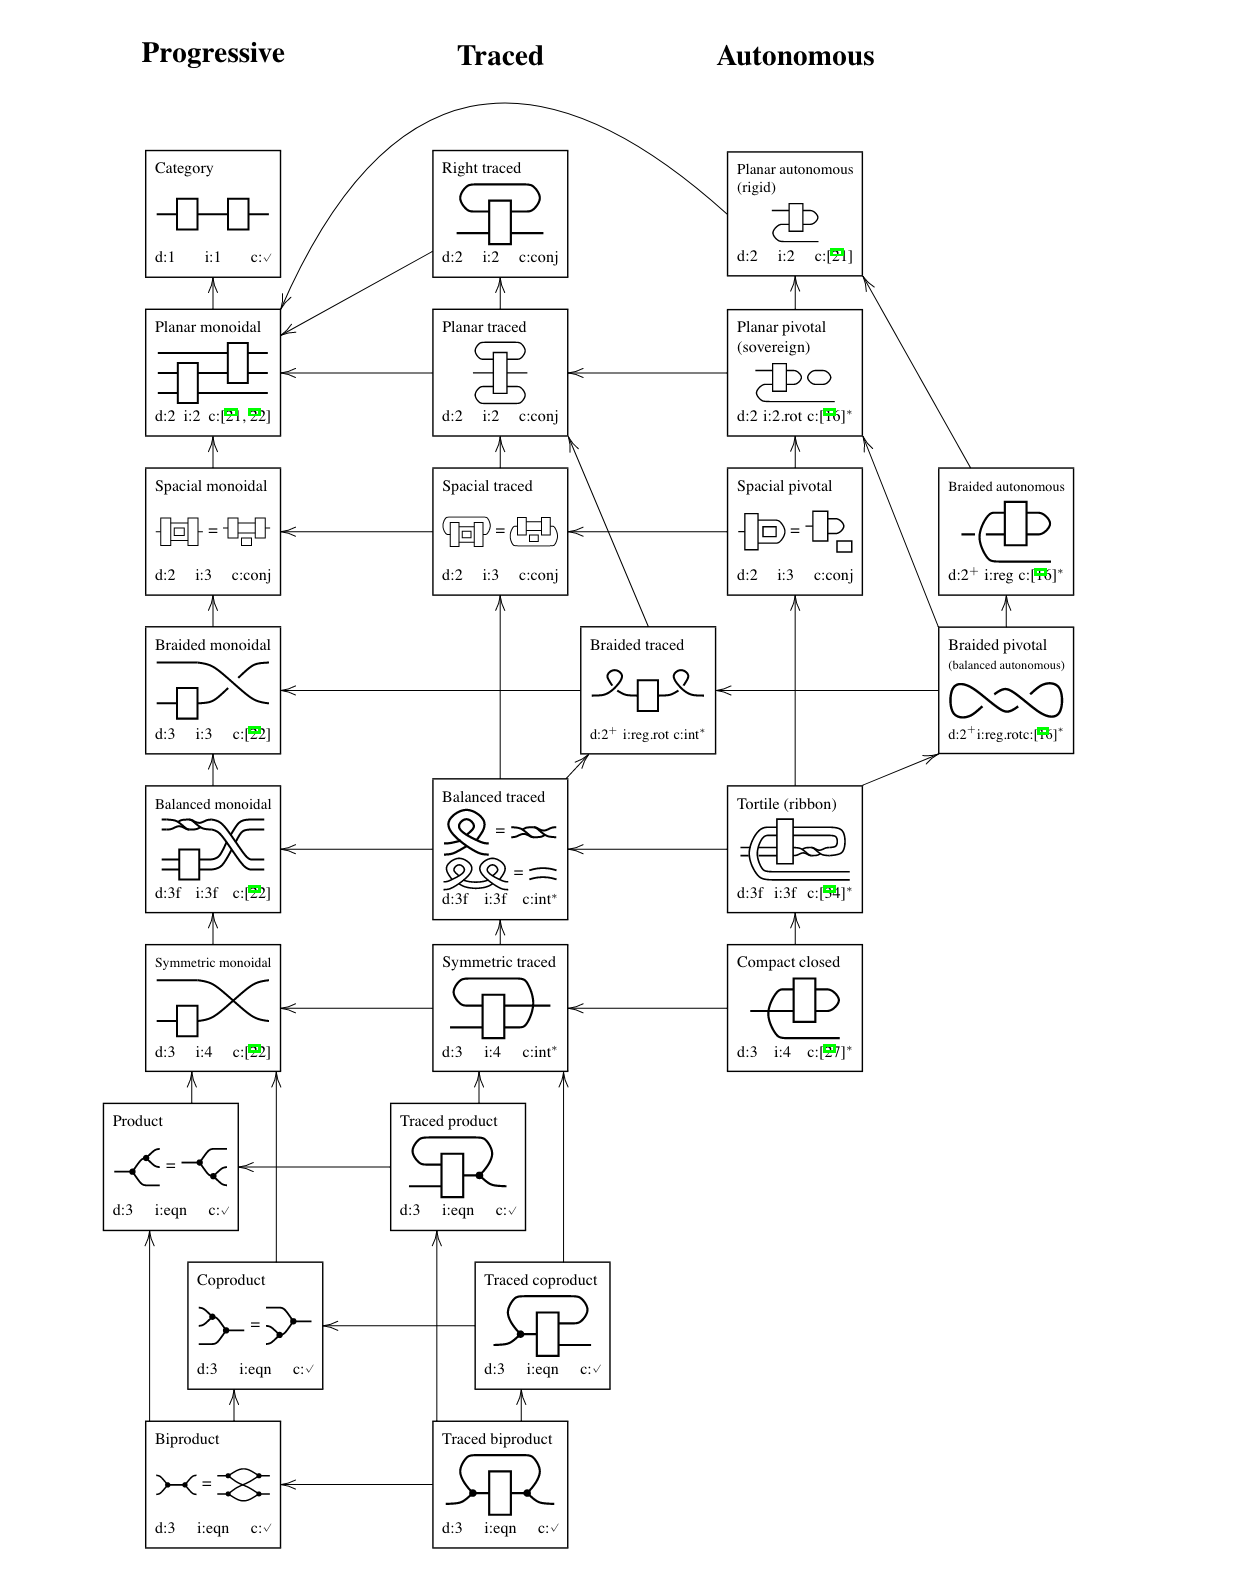 Progressive
Traced
Autonomous
Category
d:1 i:1 c:✓
Right traced
d:2 i:2 c:conj
Planar autonomous
(rigid)
d:2 i:2 c:[21]
Planar monoidal
d:2 i:2 c:[21, 22]
Planar traced
d:2 i:2 c:conj
Planar pivotal
(sovereign)
d:2 i:2.rot c:[16]*
Spacial monoidal
=
d:2 i:3 c:conj
Spacial traced
=
d:2 i:3 c:conj
Spacial pivotal
=
d:2 i:3 c:conj
Braided autonomous
d:2⁺ i:reg c:[16]*
Braided monoidal
d:3 i:3 c:[22]
Braided traced
d:2⁺ i:reg.rot c:int*
Braided pivotal
(balanced autonomous)
d:2⁺ i:reg.rot c:[16]*
Balanced monoidal
d:3f i:3f c:[22]
Balanced traced
=
=
d:3f i:3f c:int*
Tortile (ribbon)
d:3f i:3f c:[34]*
Symmetric monoidal
d:3 i:4 c:[22]
Symmetric traced
d:3 i:4 c:int*
Compact closed
d:3 i:4 c:[27]*
Product
=
d:3 i:eqn c:✓
Traced product
d:3 i:eqn c:✓
Coproduct
=
d:3 i:eqn c:✓
Traced coproduct
d:3 i:eqn c:✓
Biproduct
=
d:3 i:eqn c:✓
Traced biproduct
d:3 i:eqn c:✓